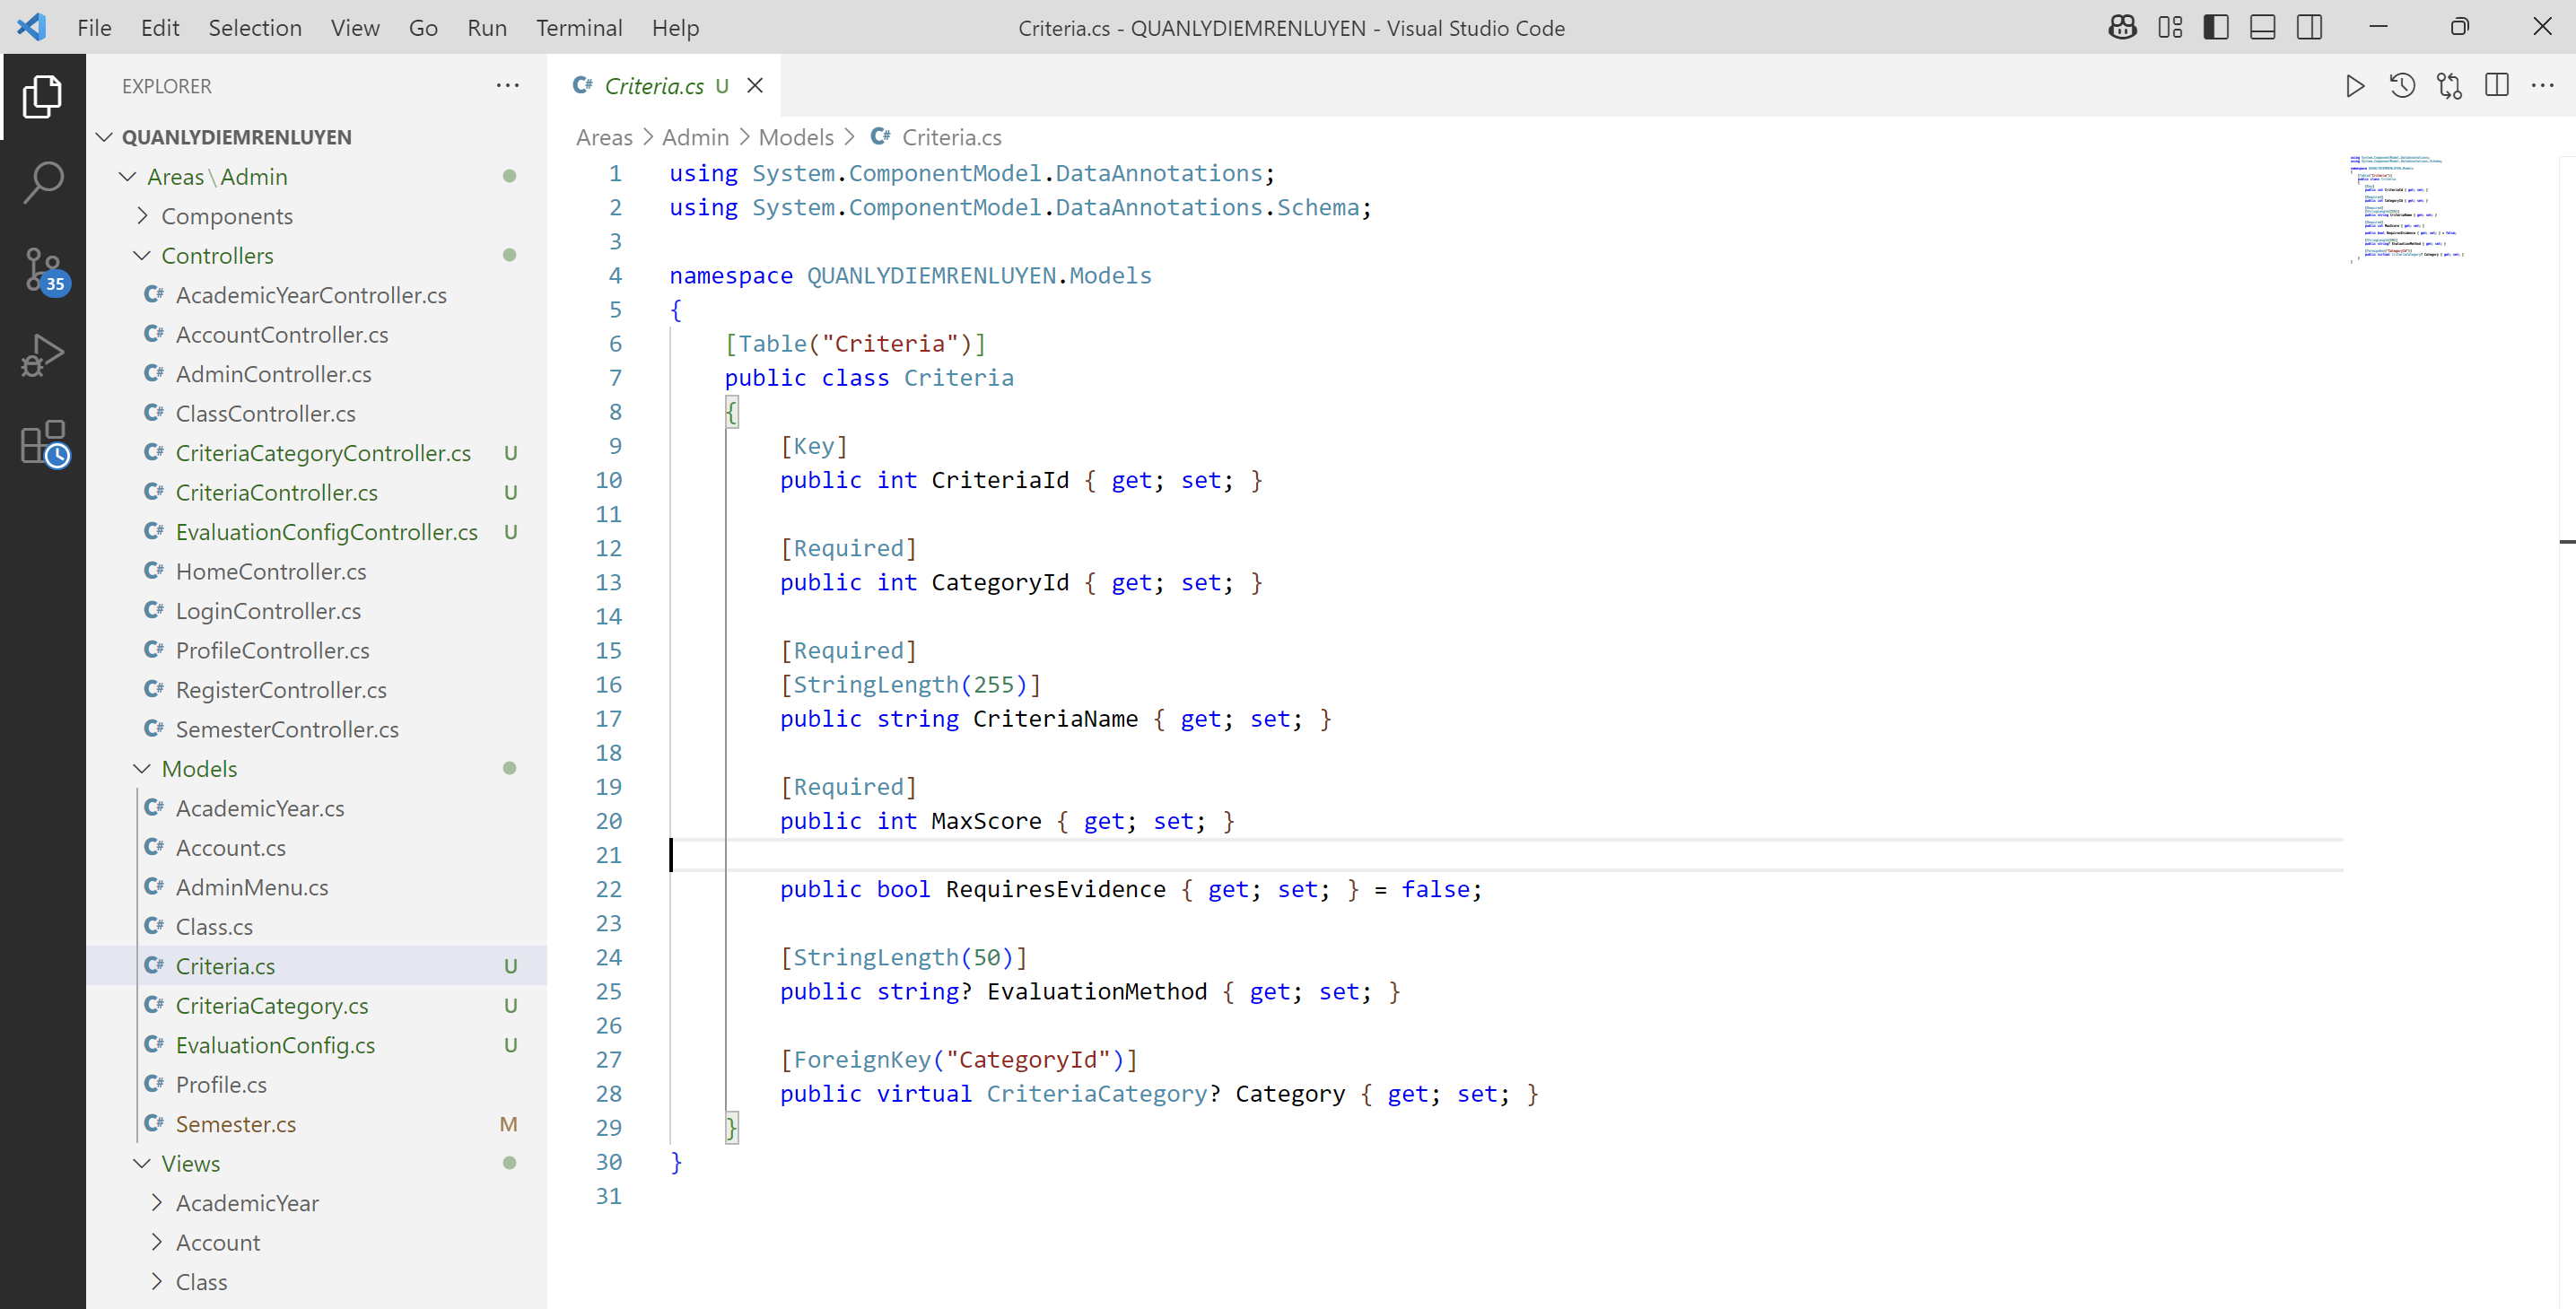 File Edit Selection View Go Run Terminal Help
Criteria.cs - QUANLYDIEMRENLUYEN - Visual Studio Code
EXPLORER
QUANLYDIEMRENLUYEN
Areas\Admin
Components
Controllers
C# AcademicYearController.cs
C# AccountController.cs
C# AdminController.cs
C# ClassController.cs
C# CriteriaCategoryController.cs U
C# CriteriaController.cs U
C# EvaluationConfigController.cs U
C# HomeController.cs
C# LoginController.cs
C# ProfileController.cs
C# RegisterController.cs
C# SemesterController.cs
Models
C# AcademicYear.cs
C# Account.cs
C# AdminMenu.cs
C# Class.cs
C# Criteria.cs U
C# CriteriaCategory.cs U
C# EvaluationConfig.cs U
C# Profile.cs
C# Semester.cs M
Views
AcademicYear
Account
Class
35
C# Criteria.cs U
Areas > Admin > Models > C# Criteria.cs
1 using System.ComponentModel.DataAnnotations;
2 using System.ComponentModel.DataAnnotations.Schema;
3
4 namespace QUANLYDIEMRENLUYEN.Models
5 {
6 [Table("Criteria")]
7 public class Criteria
8 {
9 [Key]
10 public int CriteriaId { get; set; }
11
12 [Required]
13 public int CategoryId { get; set; }
14
15 [Required]
16 [StringLength(255)]
17 public string CriteriaName { get; set; }
18
19 [Required]
20 public int MaxScore { get; set; }
21
22 public bool RequiresEvidence { get; set; } = false;
23
24 [StringLength(50)]
25 public string? EvaluationMethod { get; set; }
26
27 [ForeignKey("CategoryId")]
28 public virtual CriteriaCategory? Category { get; set; }
29 }
30 }
31